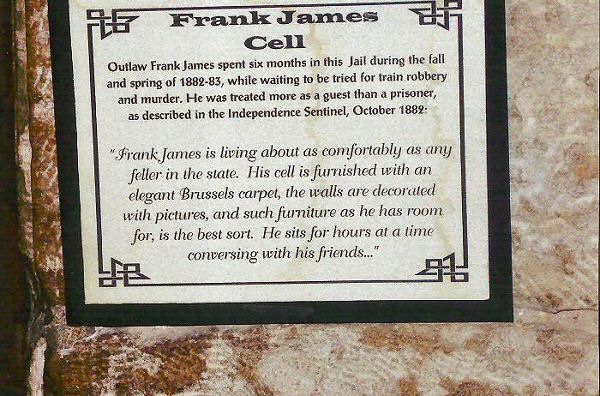 Frank James
Cell
Outlaw Frank James spent six months in this Jail during the fall
and spring of 1882-83, while waiting to be tried for train robbery
and murder. He was treated more as a guest than a prisoner,
as described in the Independence Sentinel, October 1882:
"Frank James is living about as comfortably as any
feller in the state. His cell is furnished with an
elegant Brussels carpet, the walls are decorated
with pictures, and such furniture as he has room
for, is the best sort. He sits for hours at a time
conversing with his friends..."